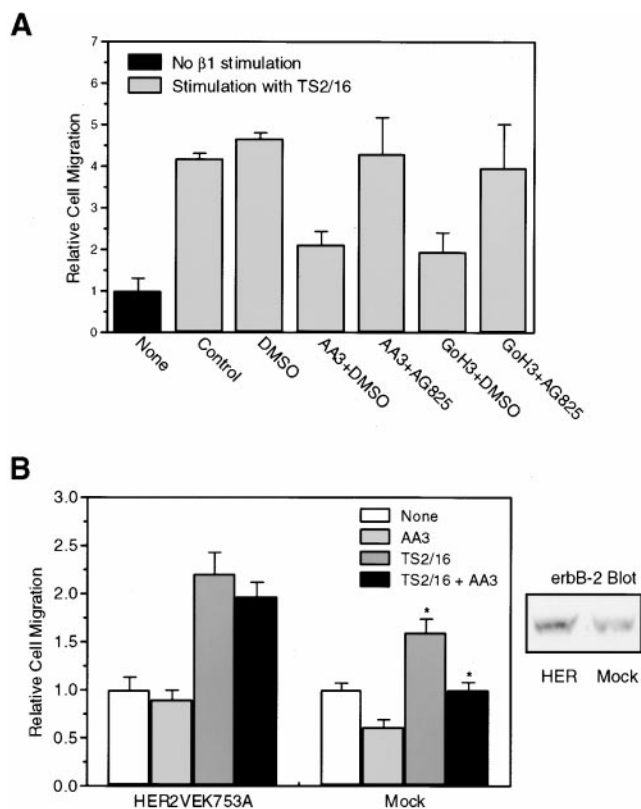 A
No β1 stimulation
Stimulation with TS2/16
Relative Cell Migration
7
6
5
4
3
2
1
0
None
Control
DMSO
AA3+DMSO
AA3+AG825
GoH3+DMSO
GoH3+AG825
B
None
AA3
TS2/16
TS2/16 + AA3
Relative Cell Migration
3.0
2.5
2.0
1.5
1.0
0.5
0.0
*
*
HER2VEK753A
Mock
erbB-2 Blot
HER Mock